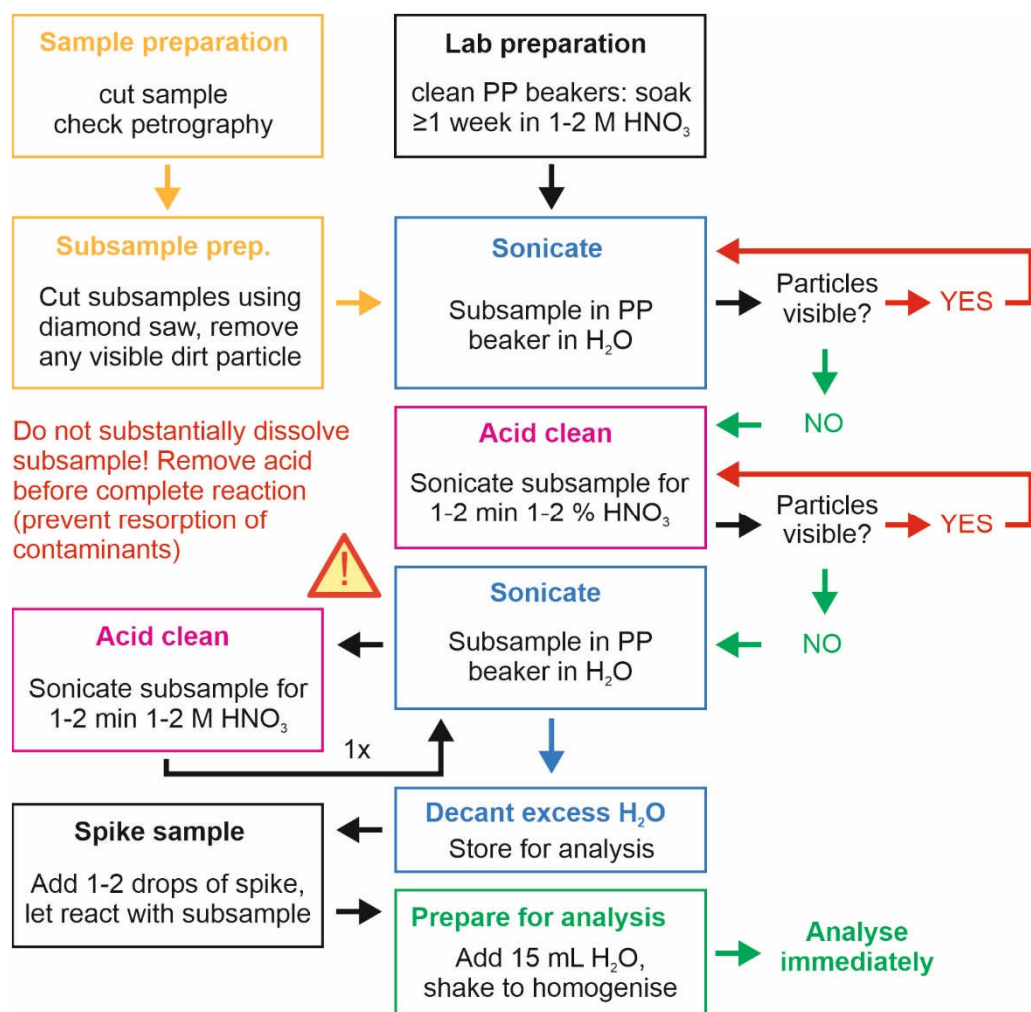 Sample preparation
cut sample
check petrography
Lab preparation
clean PP beakers: soak
≥1 week in 1-2 M HNO₃
Subsample prep.
Cut subsamples using
diamond saw, remove
any visible dirt particle
Sonicate
Subsample in PP
beaker in H₂O
Particles
visible?
YES
NO
Do not substantially dissolve
subsample! Remove acid
before complete reaction
(prevent resorption of
contaminants)
!
Acid clean
Sonicate subsample for
1-2 min 1-2 % HNO₃
Particles
visible?
YES
NO
Sonicate
Subsample in PP
beaker in H₂O
Acid clean
Sonicate subsample for
1-2 min 1-2 M HNO₃
1x
Decant excess H₂O
Store for analysis
Spike sample
Add 1-2 drops of spike,
let react with subsample
Prepare for analysis
Add 15 mL H₂O,
shake to homogenise
Analyse
immediately